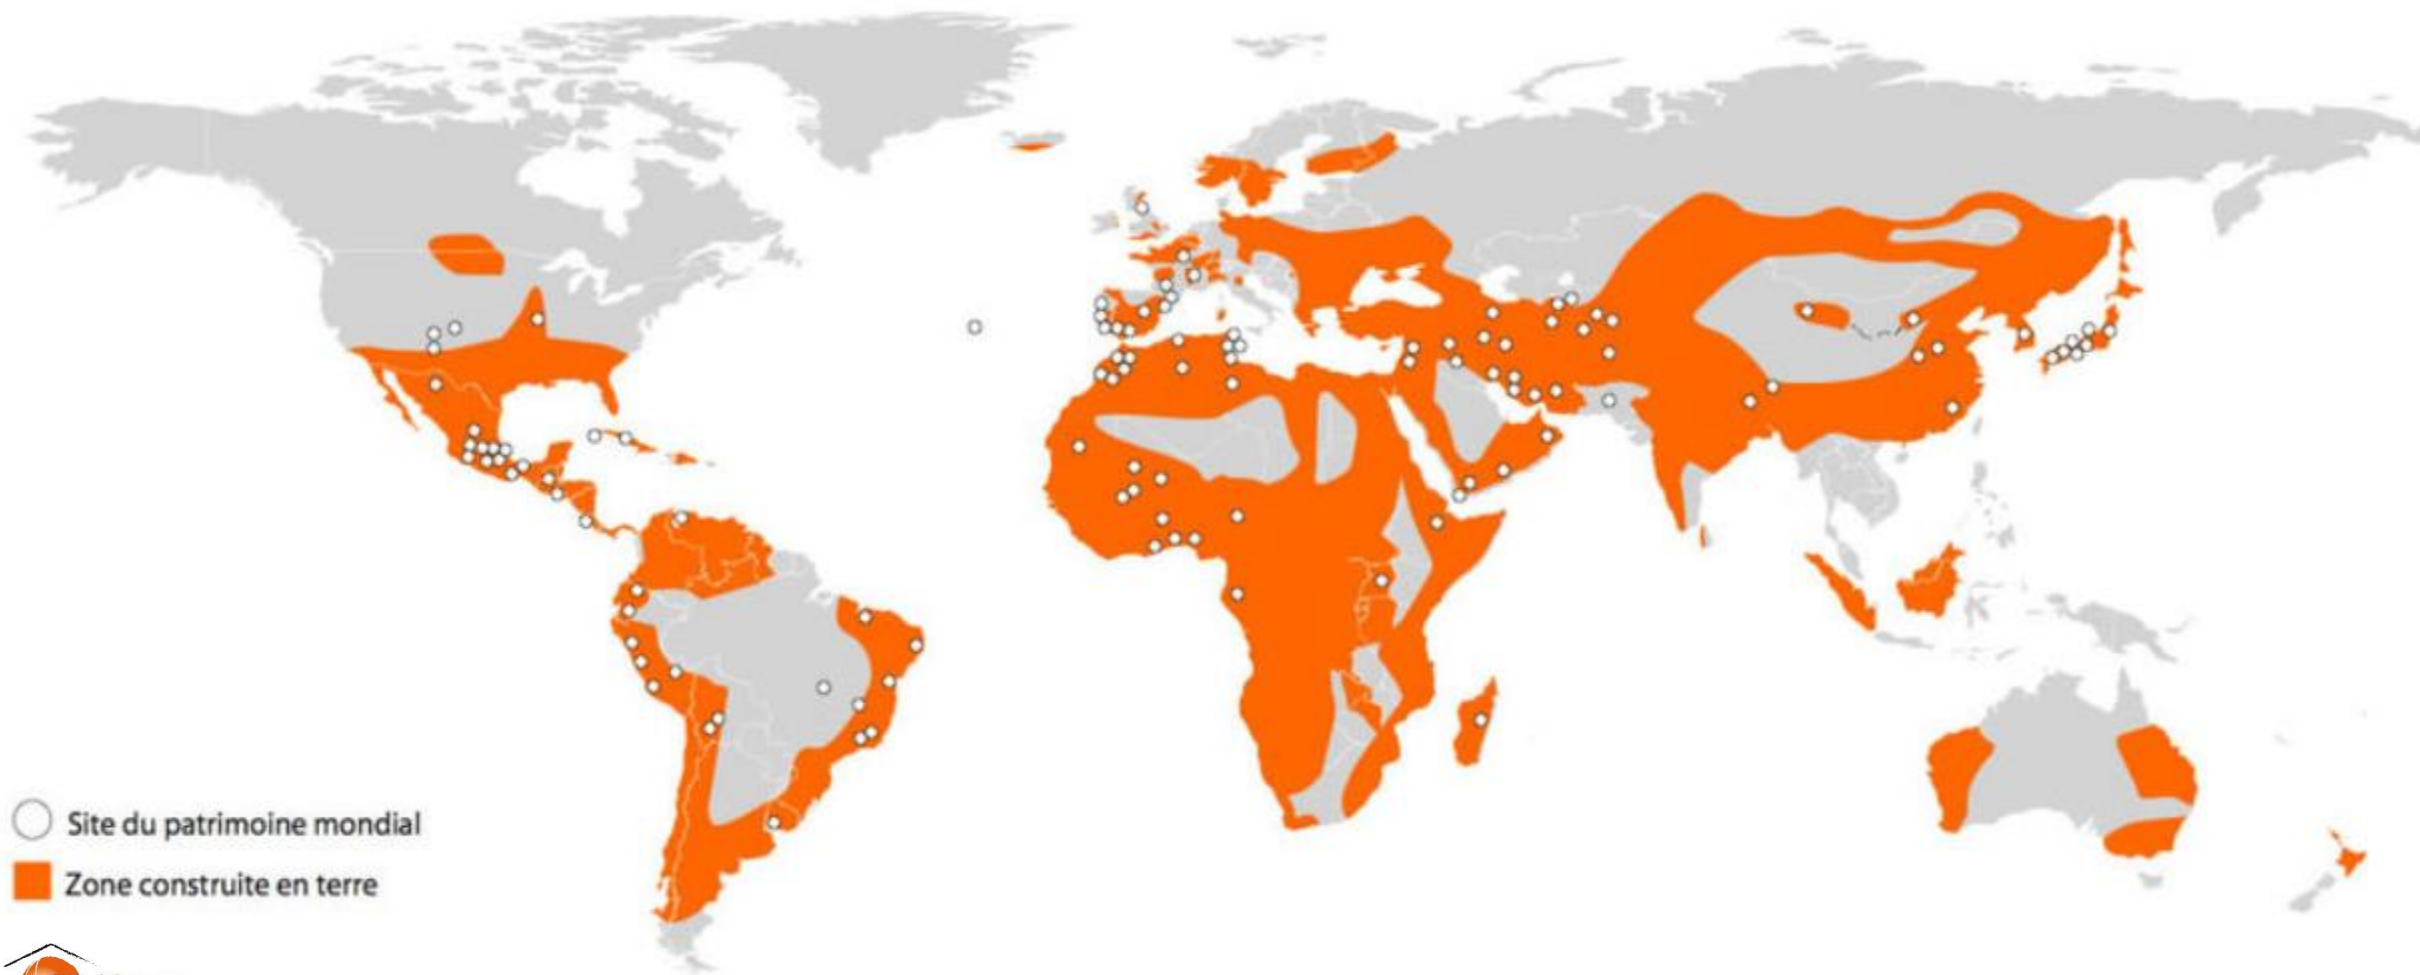 Site du patrimoine mondial
Zone construite en terre